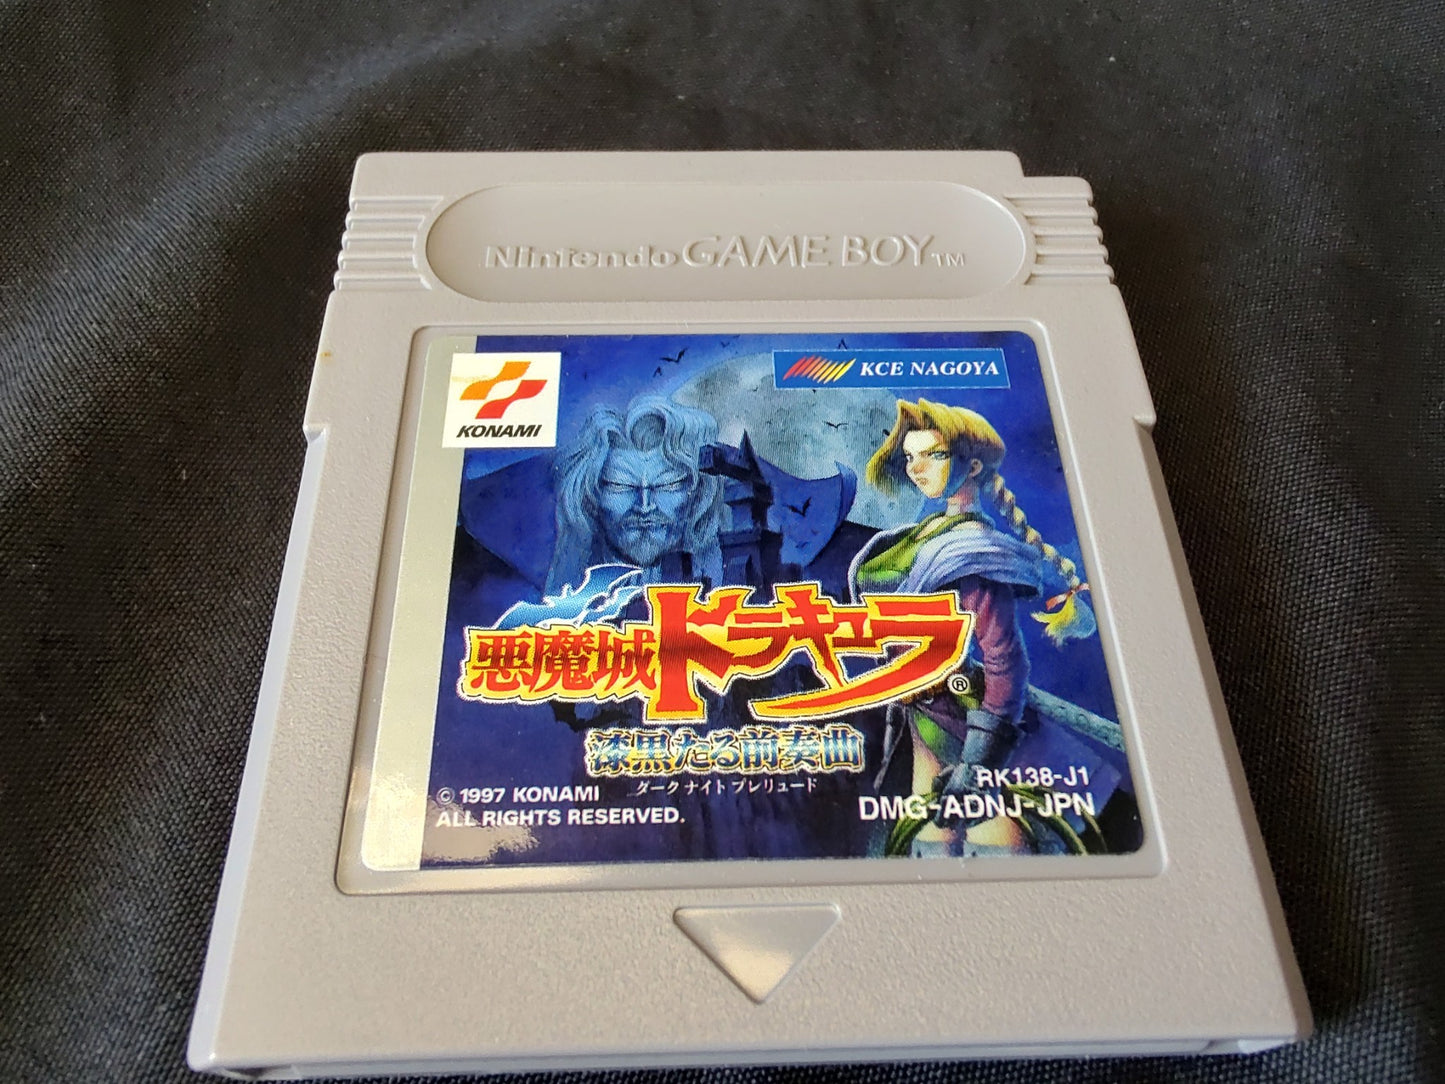 Nintendo GAME BOY™
KONAMI
KCE NAGOYA
悪魔城ドラキュラ®
漆黒たる前奏曲
ダークナイトプレリュード
© 1997 KONAMI
ALL RIGHTS RESERVED.
RK138-J1
DMG-ADNJ-JPN